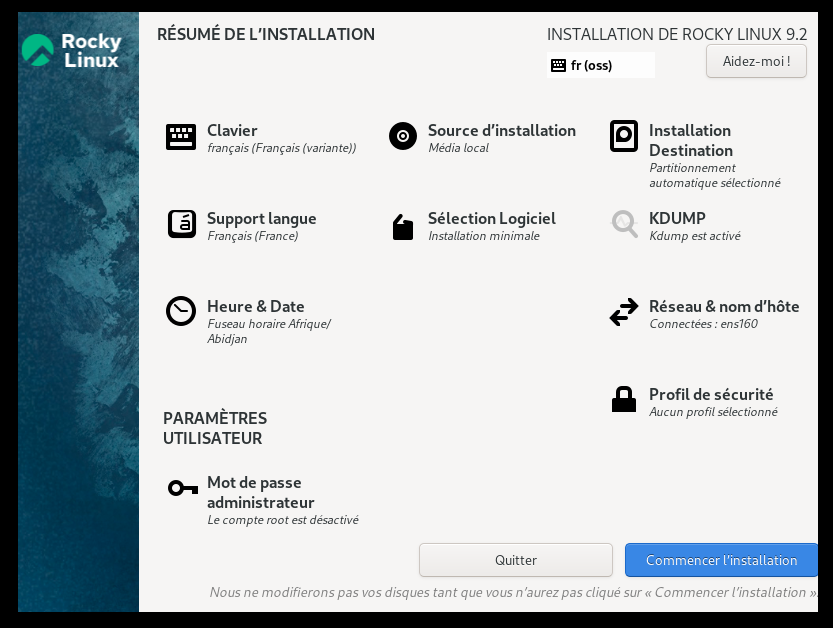 Rocky
Linux
RÉSUMÉ DE L'INSTALLATION
INSTALLATION DE ROCKY LINUX 9.2
fr (oss)
Aidez-moi !
Clavier
français (Français (variante))
Source d'installation
Média local
Installation
Destination
Partitionnement
automatique sélectionné
Support langue
Français (France)
Sélection Logiciel
Installation minimale
KDUMP
Kdump est activé
Heure & Date
Fuseau horaire Afrique/
Abidjan
Réseau & nom d'hôte
Connectées : ens160
Profil de sécurité
Aucun profil sélectionné
PARAMÈTRES
UTILISATEUR
Mot de passe
administrateur
Le compte root est désactivé
Quitter
Commencer l'installation
Nous ne modifierons pas vos disques tant que vous n'aurez pas cliqué sur « Commencer l'installation ».